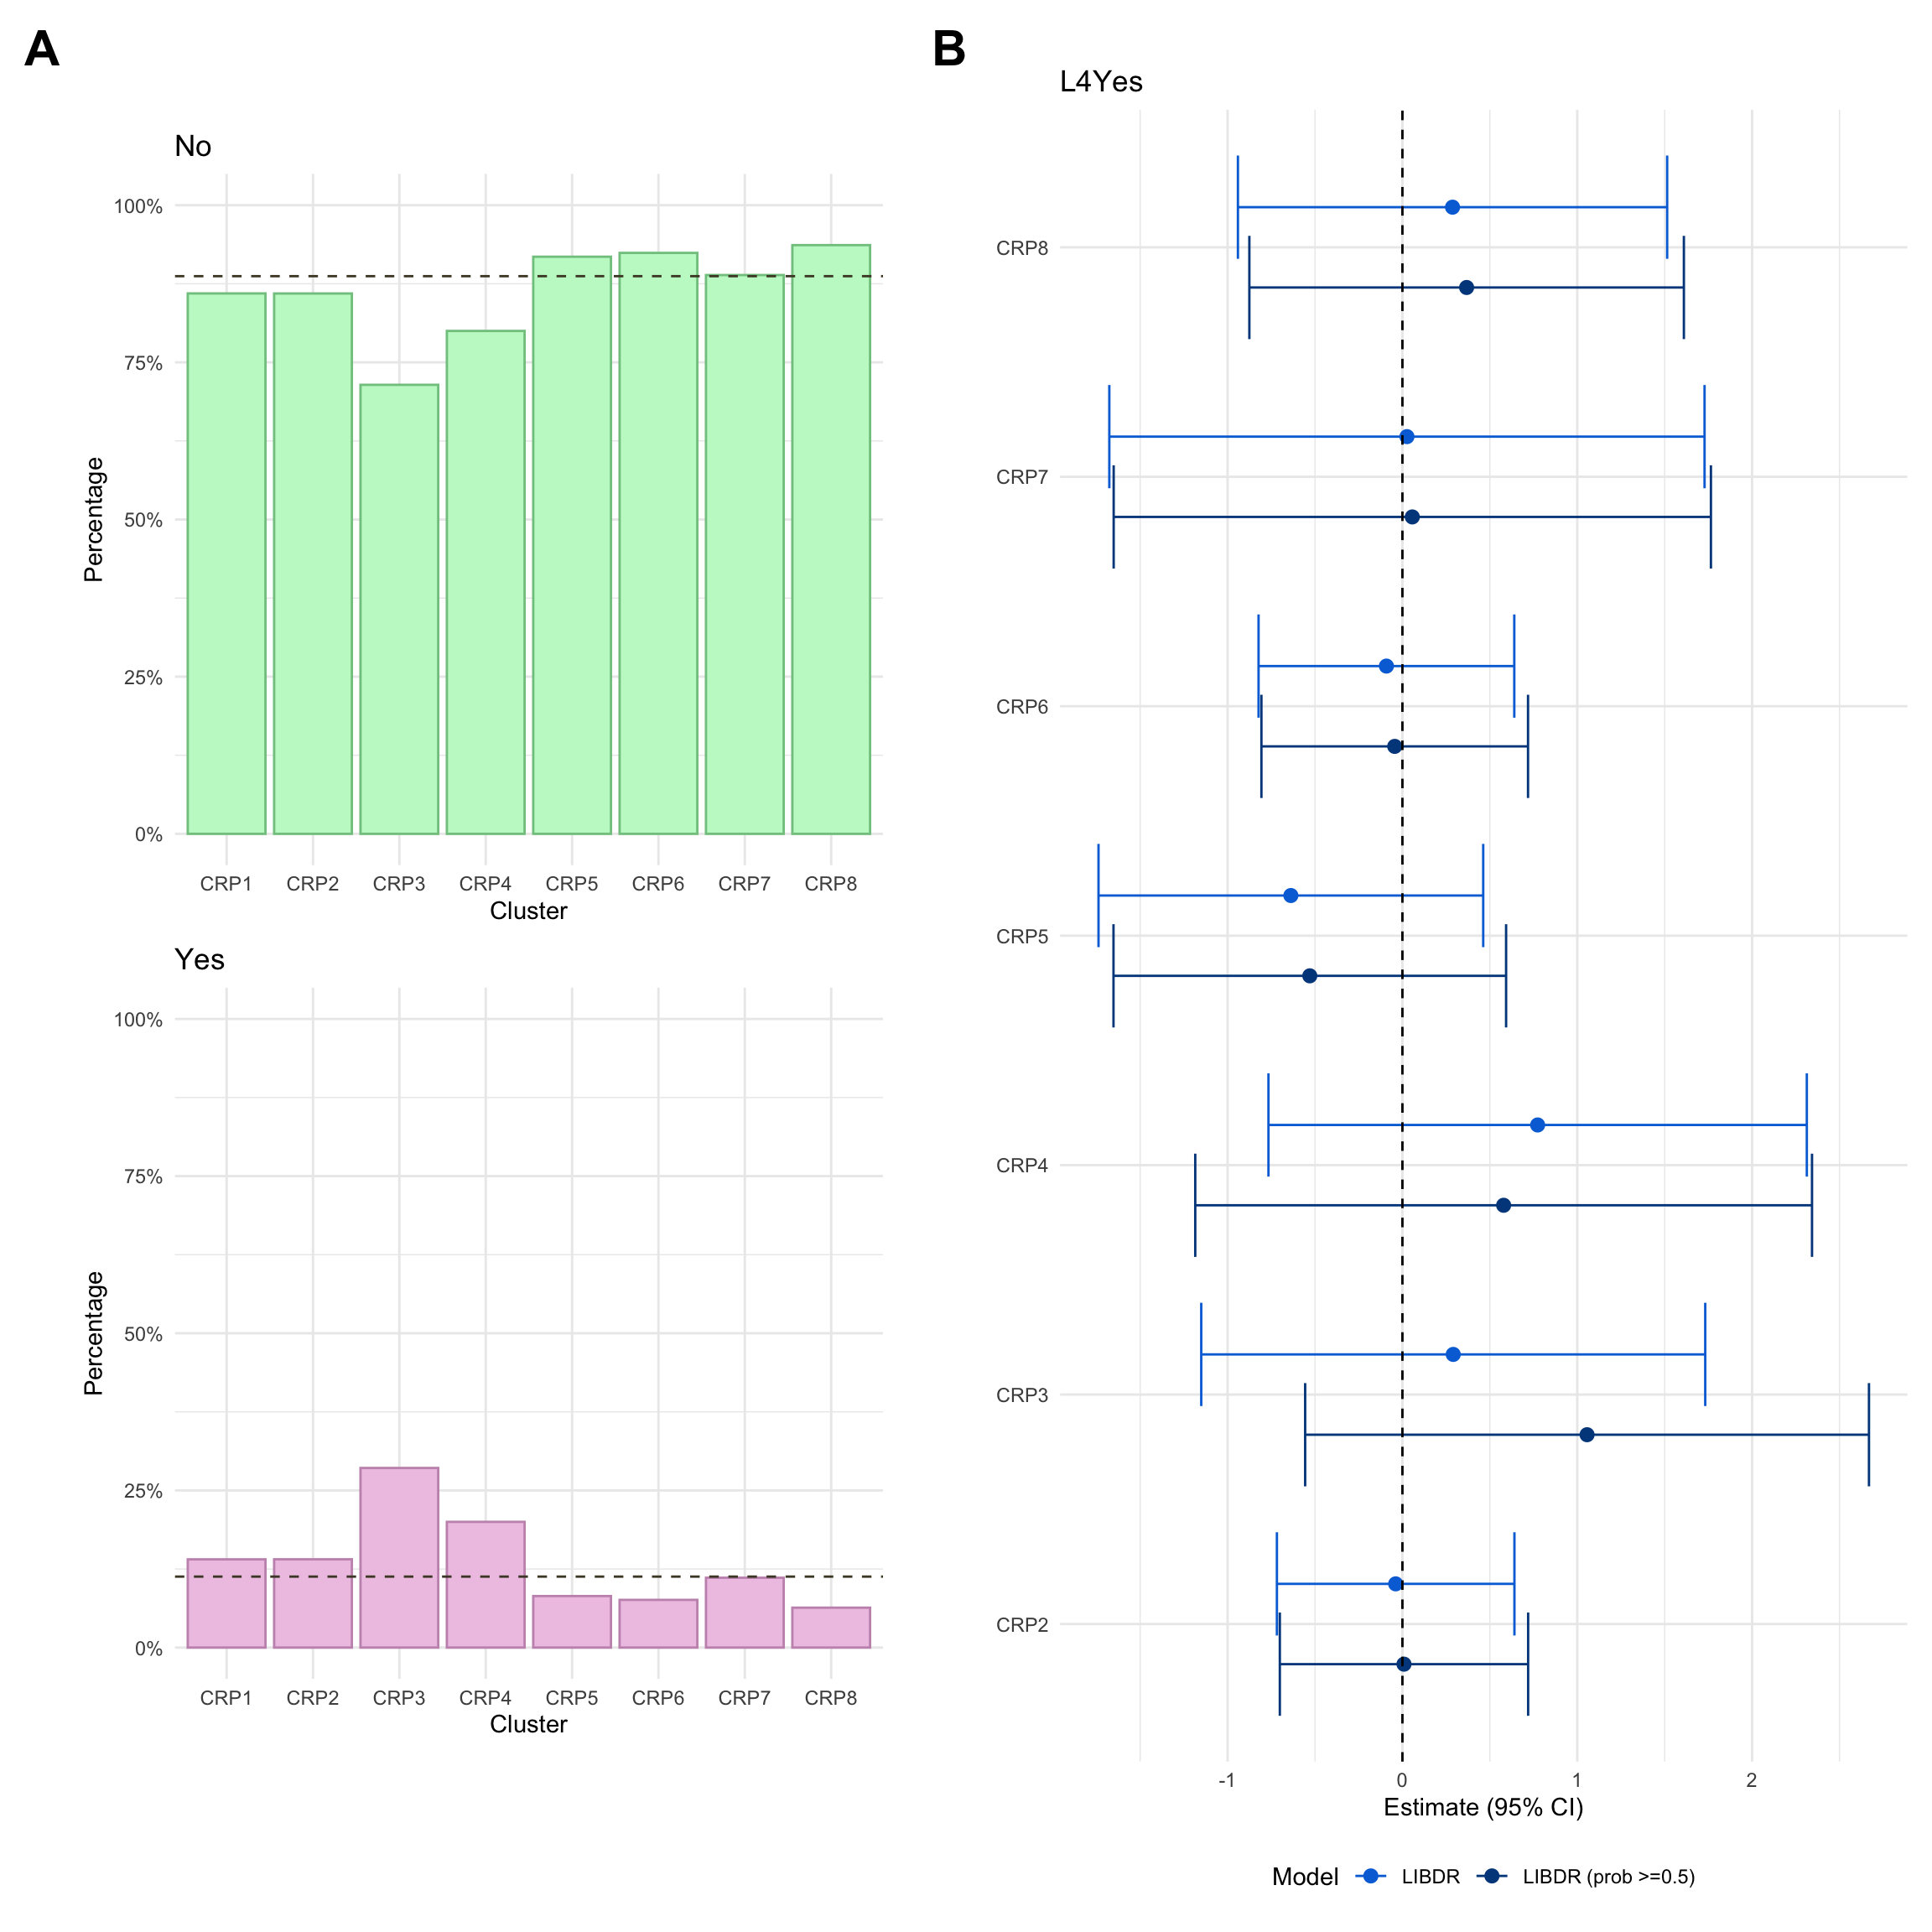 A
No
100%
75%
50%
25%
0%
Percentage
CRP1 CRP2 CRP3 CRP4 CRP5 CRP6 CRP7 CRP8
Cluster
Yes
100%
75%
50%
25%
0%
Percentage
CRP1 CRP2 CRP3 CRP4 CRP5 CRP6 CRP7 CRP8
Cluster
B
L4Yes
CRP8
CRP7
CRP6
CRP5
CRP4
CRP3
CRP2
-1 0 1 2
Estimate (95% CI)
Model LIBDR LIBDR (prob >=0.5)